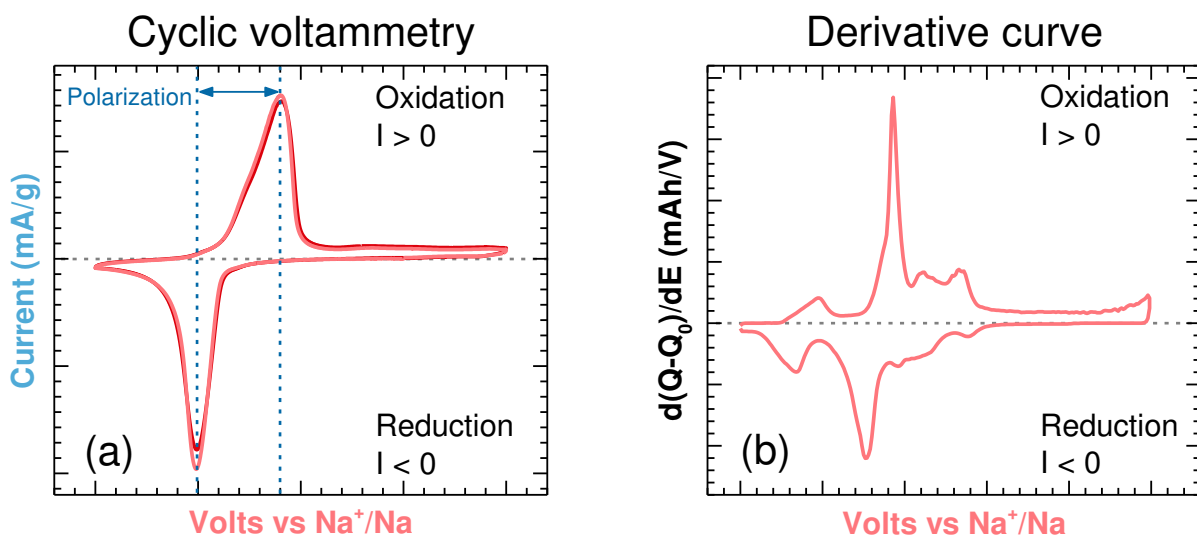 Cyclic voltammetry
Polarization
Oxidation
I > 0
Current (mA/g)
(a)
Reduction
I < 0
Volts vs Na⁺/Na
Derivative curve
Oxidation
I > 0
d(Q-Q₀)/dE (mAh/V)
(b)
Reduction
I < 0
Volts vs Na⁺/Na